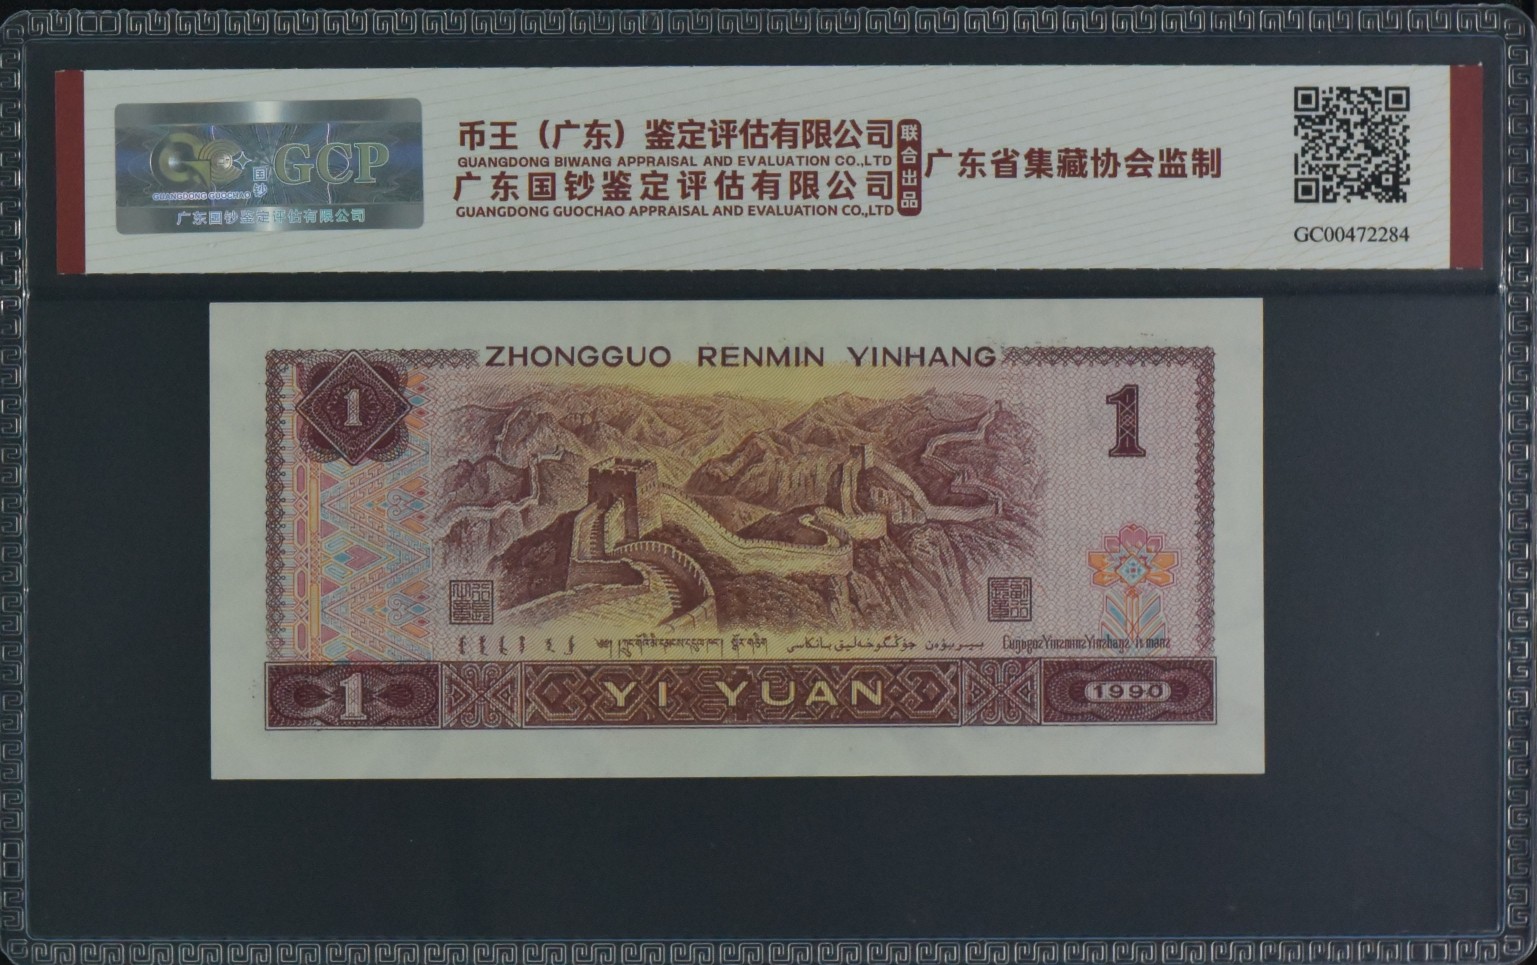 GCP
国钞
GUANGDONG GUOCHAO
广东国钞鉴定评估有限公司
币王（广东）鉴定评估有限公司
GUANGDONG BIWANG APPRAISAL AND EVALUATION CO.,LTD
广东国钞鉴定评估有限公司
GUANGDONG GUOCHAO APPRAISAL AND EVALUATION CO.,LTD
联合出品
广东省集藏协会监制
GC00472284
ZHONGGUO RENMIN YINHANG
1
1
1
YI YUAN
1990